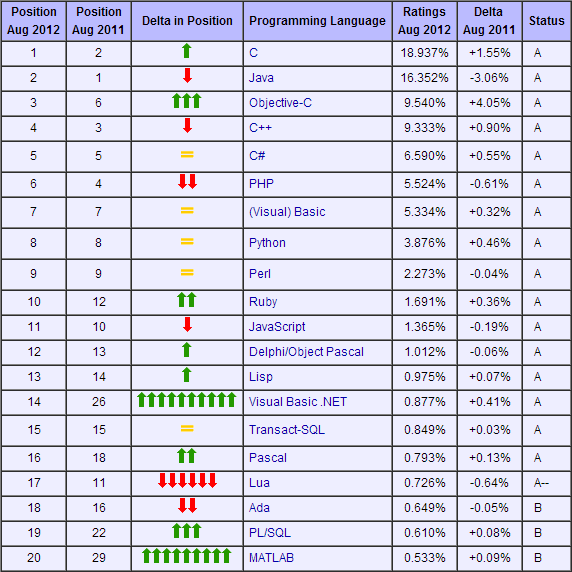 Position Aug 2012 Position Aug 2011 Delta in Position Programming Language Ratings Aug 2012 Delta Aug 2011 Status
1 2 C 18.937% +1.55% A
2 1 Java 16.352% -3.06% A
3 6 Objective-C 9.540% +4.05% A
4 3 C++ 9.333% +0.90% A
5 5 = C# 6.590% +0.55% A
6 4 PHP 5.524% -0.61% A
7 7 = (Visual) Basic 5.334% +0.32% A
8 8 = Python 3.876% +0.46% A
9 9 = Perl 2.273% -0.04% A
10 12 Ruby 1.691% +0.36% A
11 10 JavaScript 1.365% -0.19% A
12 13 Delphi/Object Pascal 1.012% -0.06% A
13 14 Lisp 0.975% +0.07% A
14 26 Visual Basic .NET 0.877% +0.41% A
15 15 = Transact-SQL 0.849% +0.03% A
16 18 Pascal 0.793% +0.13% A
17 11 Lua 0.726% -0.64% A--
18 16 Ada 0.649% -0.05% B
19 22 PL/SQL 0.610% +0.08% B
20 29 MATLAB 0.533% +0.09% B